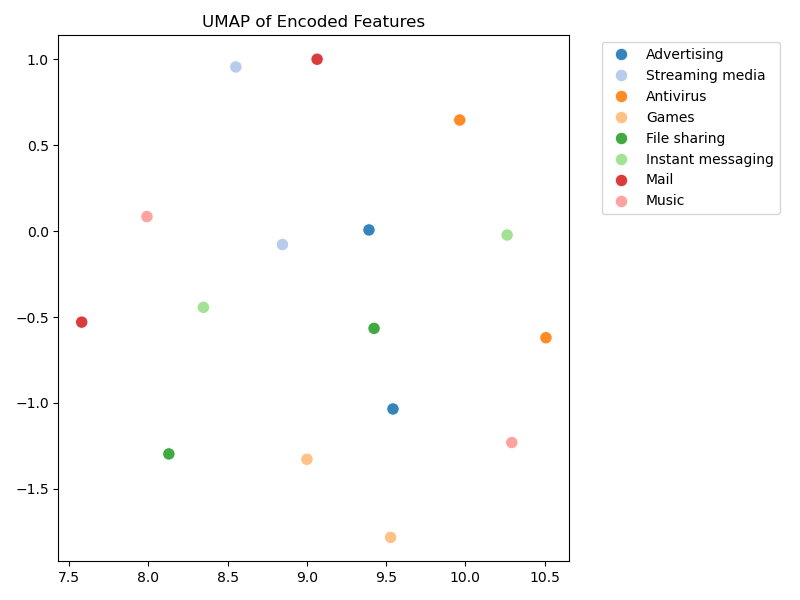 UMAP of Encoded Features
1.0
0.5
0.0
−0.5
−1.0
−1.5
7.5 8.0 8.5 9.0 9.5 10.0 10.5
Advertising
Streaming media
Antivirus
Games
File sharing
Instant messaging
Mail
Music